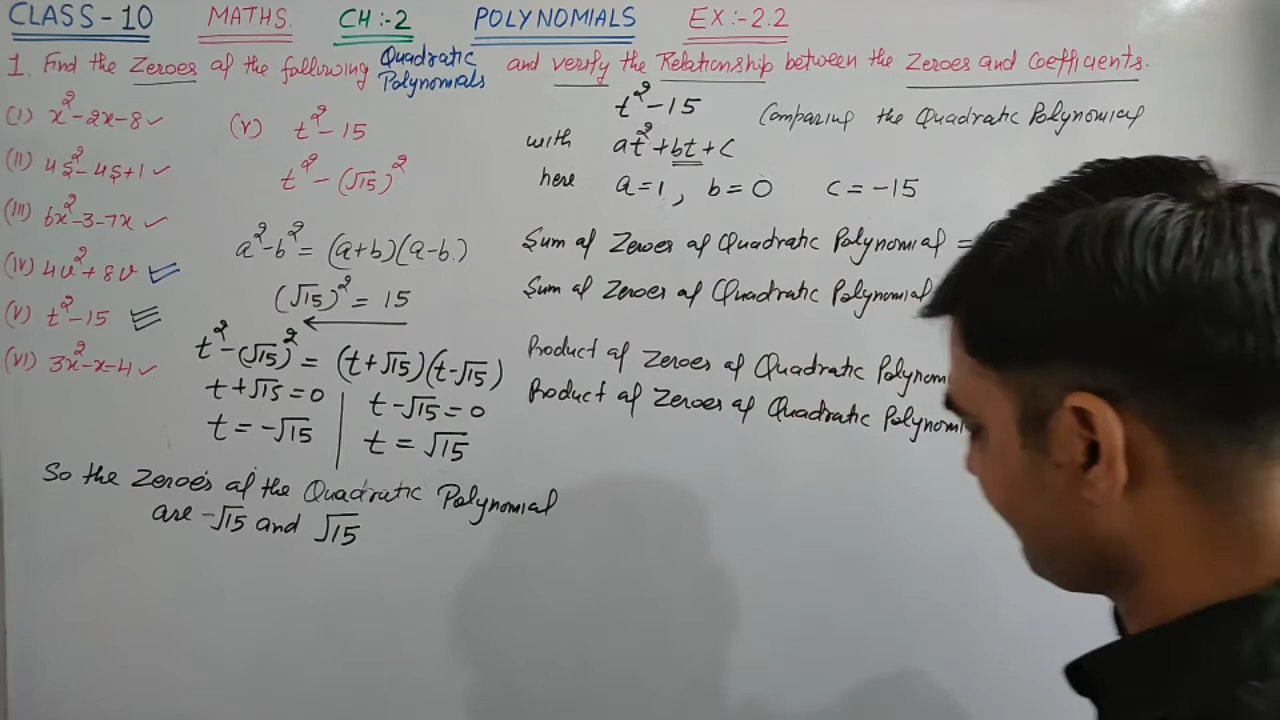 CLASS-10 MATHS. CH:-2 POLYNOMIALS EX:-2.2
1. Find the Zeroes of the following Quadratic Polynomials and verify the Relationship between the Zeroes and Coefficients.
(I) x²-2x-8 ✓
(II) 4s²-4s+1 ✓
(III) 6x²-3-7x ✓
(IV) 4u²+8u
(V) t²-15
(VI) 3x²-x-4 ✓
(V) t²-15
t²-(√15)²
a²-b² = (a+b)(a-b)
(√15)² = 15
t²-(√15)² = (t+√15)(t-√15)
t+√15=0
t = -√15
t-√15=0
t = √15
So the Zeroes of the Quadratic Polynomial
are -√15 and √15
t²-15 Comparing the Quadratic Polynomial
with at²+bt+c
here a=1, b=0 c=-15
Sum of Zeroes of Quadratic Polynomial =
Sum of Zeroes of Quadratic Polynomial
Product of Zeroes of Quadratic
Product of Zeroes of Quadratic